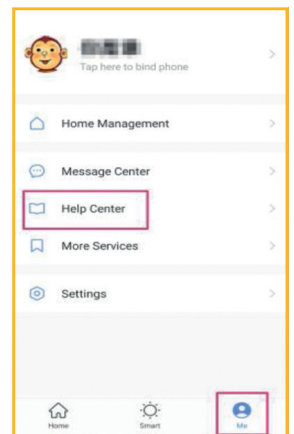 Tap here to bind phone
Home Management
Message Center
Help Center
More Services
Settings
Home
Smart
Me